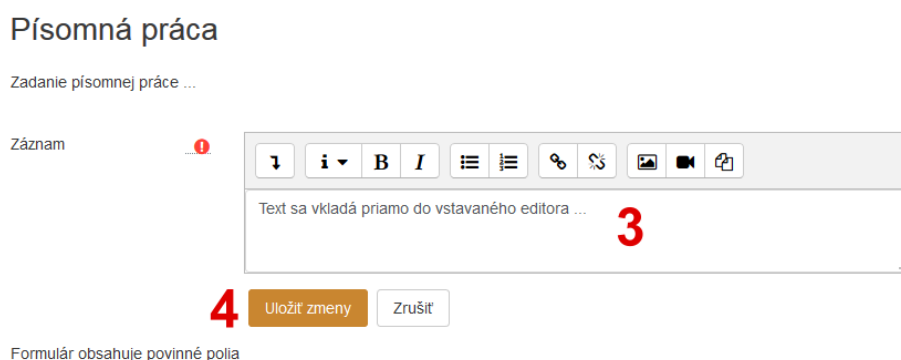 Písomná práca
Zadanie písomnej práce ...
Záznam
i B I
Text sa vkladá priamo do vstavaného editora ...
3
4 Uložiť zmeny Zrušiť
Formulár obsahuje povinné polia